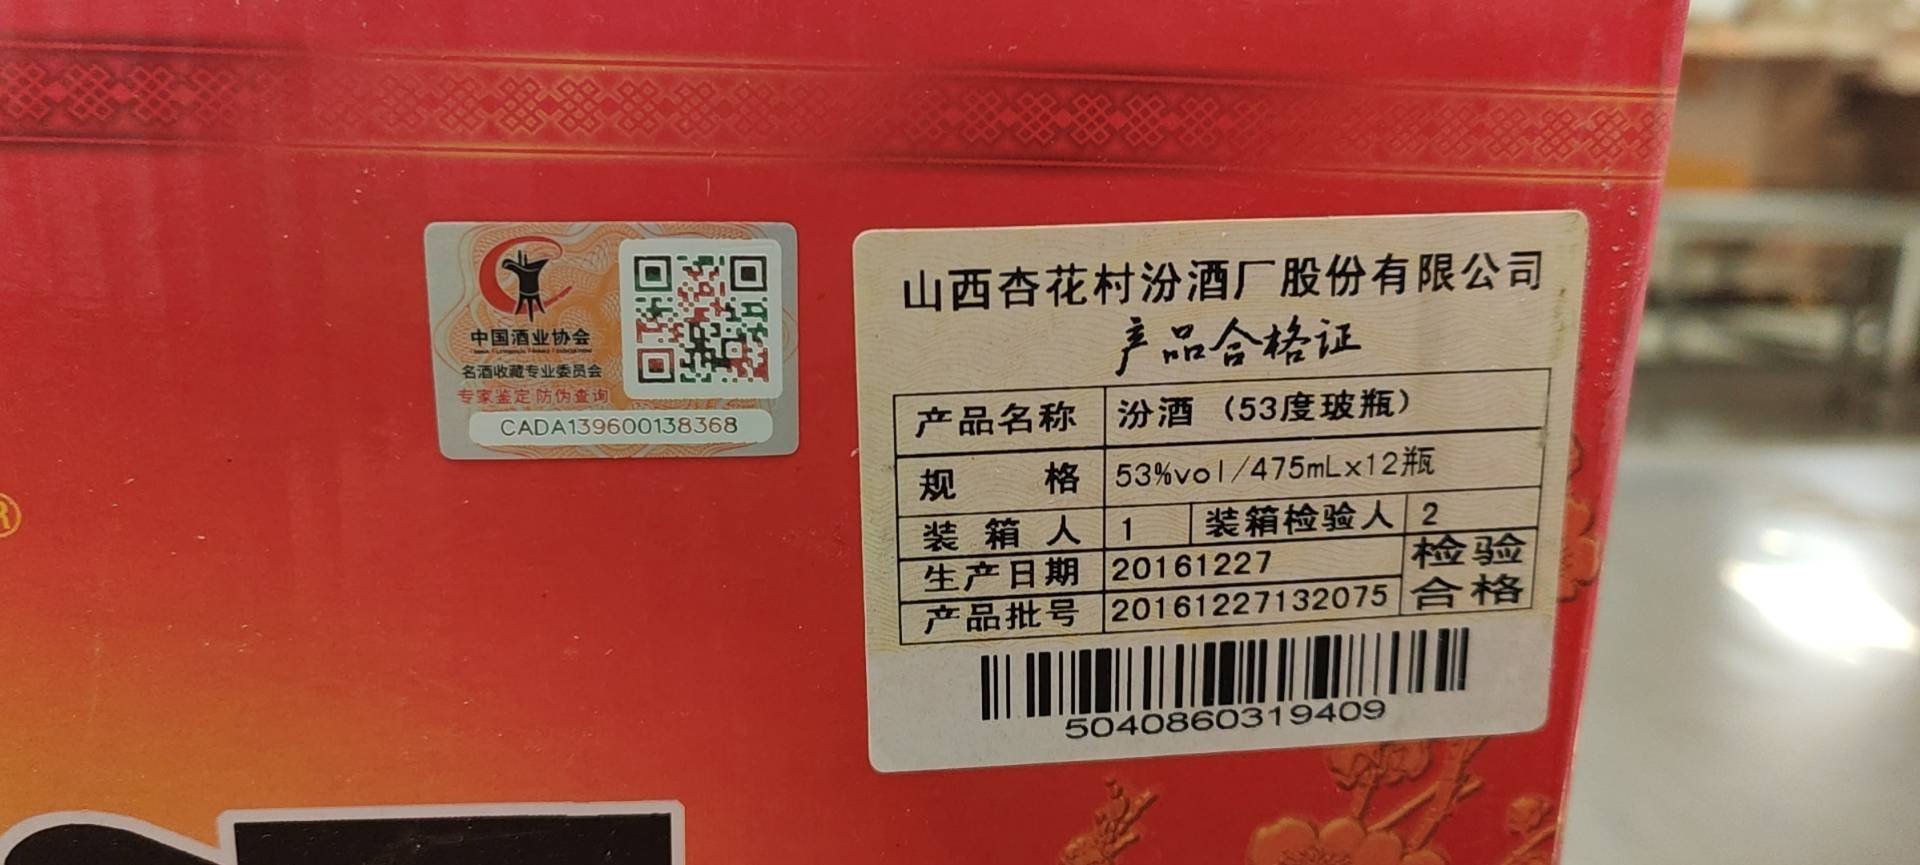 中国酒业协会
名酒收藏专业委员会
专家鉴定 防伪查询
CADA139600138368
山西杏花村汾酒厂股份有限公司
产品合格证
产品名称 汾酒（53度玻瓶）
规格 53%vol/475mLx12瓶
装箱人 1 装箱检验人 2
生产日期 20161227 检验
产品批号 20161227132075 合格
5040860319409